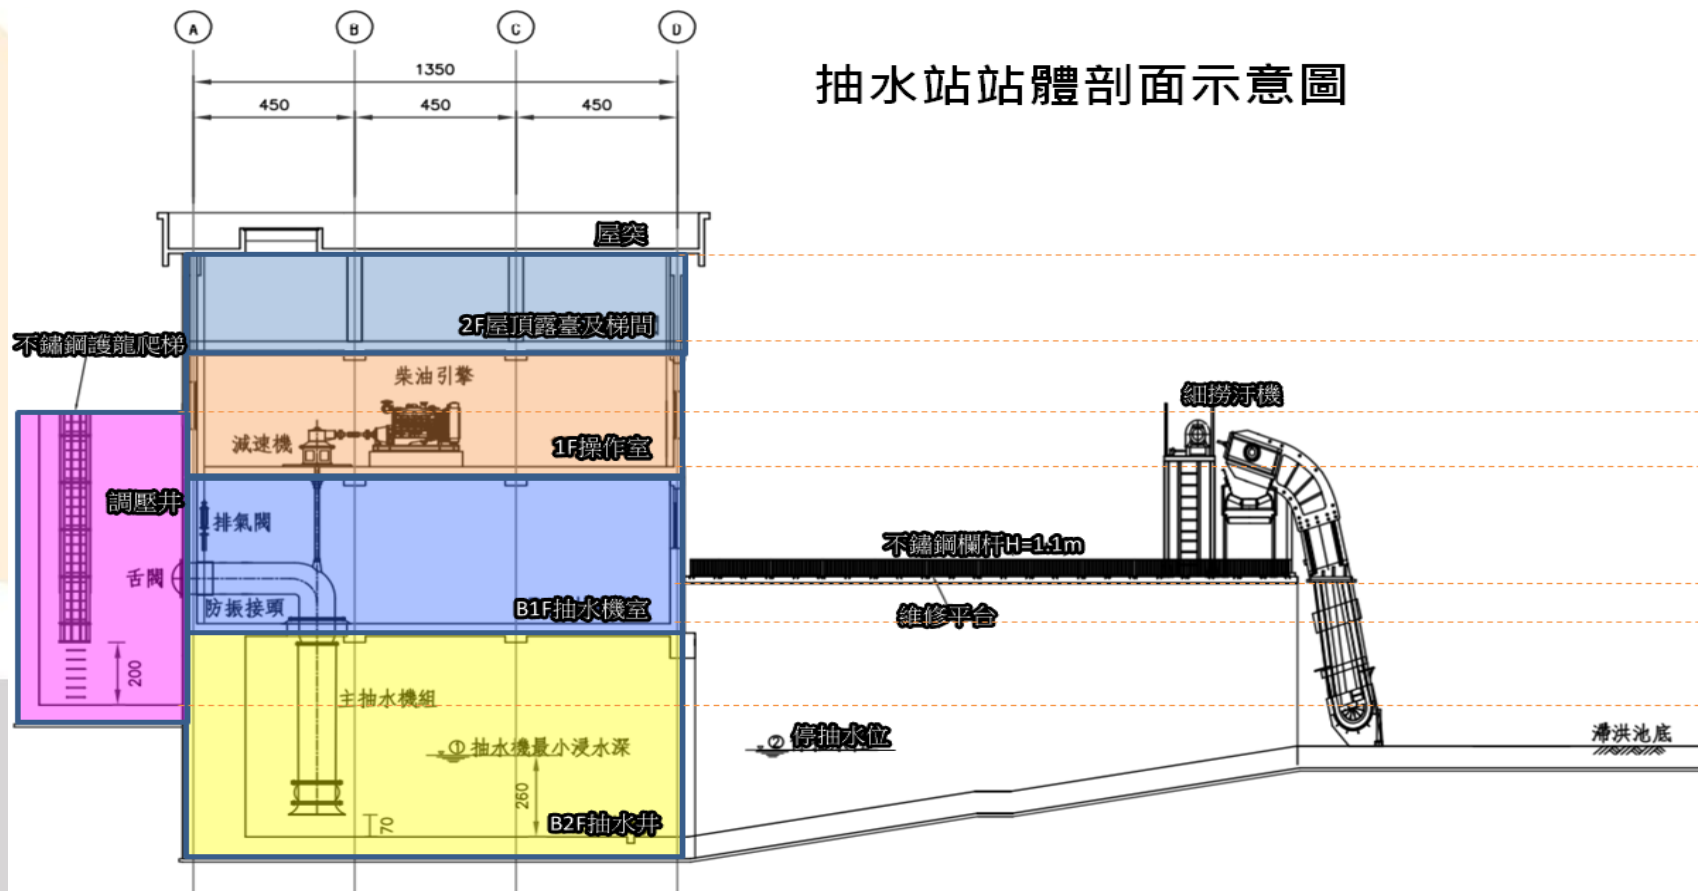 A
B
C
D
抽水站站體剖面示意圖
1350
450
450
450
屋突
2F屋頂露臺及梯間
不鏽鋼護龍爬梯
柴油引擎
細撈汙機
減速機
1F操作室
調壓井
排氣閥
不鏽鋼欄杆H=1.1m
舌閥
防振接頭
B1F抽水機室
維修平台
200
主抽水機組
① 抽水機最小浸水深
② 停抽水位
滯洪池底
260
70
B2F抽水井